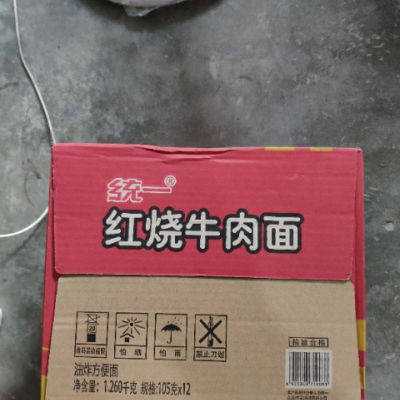 统一®
红烧牛肉面
检验合格
怕晒
怕雨
禁止刀划
油炸方便面
净含量: 1.260千克 规格:105克x12